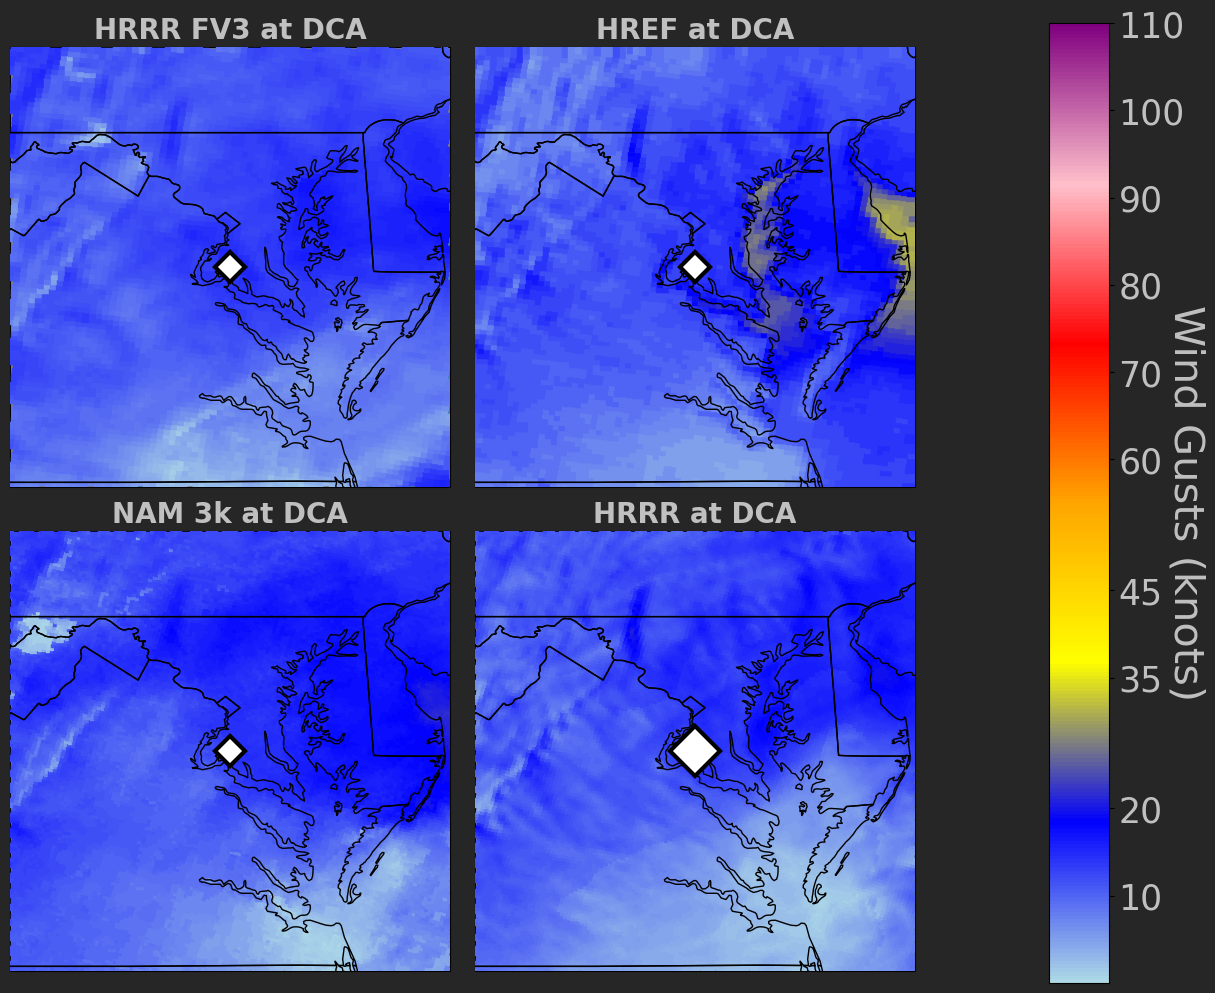 HRRR FV3 at DCA
HREF at DCA
NAM 3k at DCA
HRRR at DCA
110
100
90
80
70
60
45
35
20
10
Wind Gusts (knots)